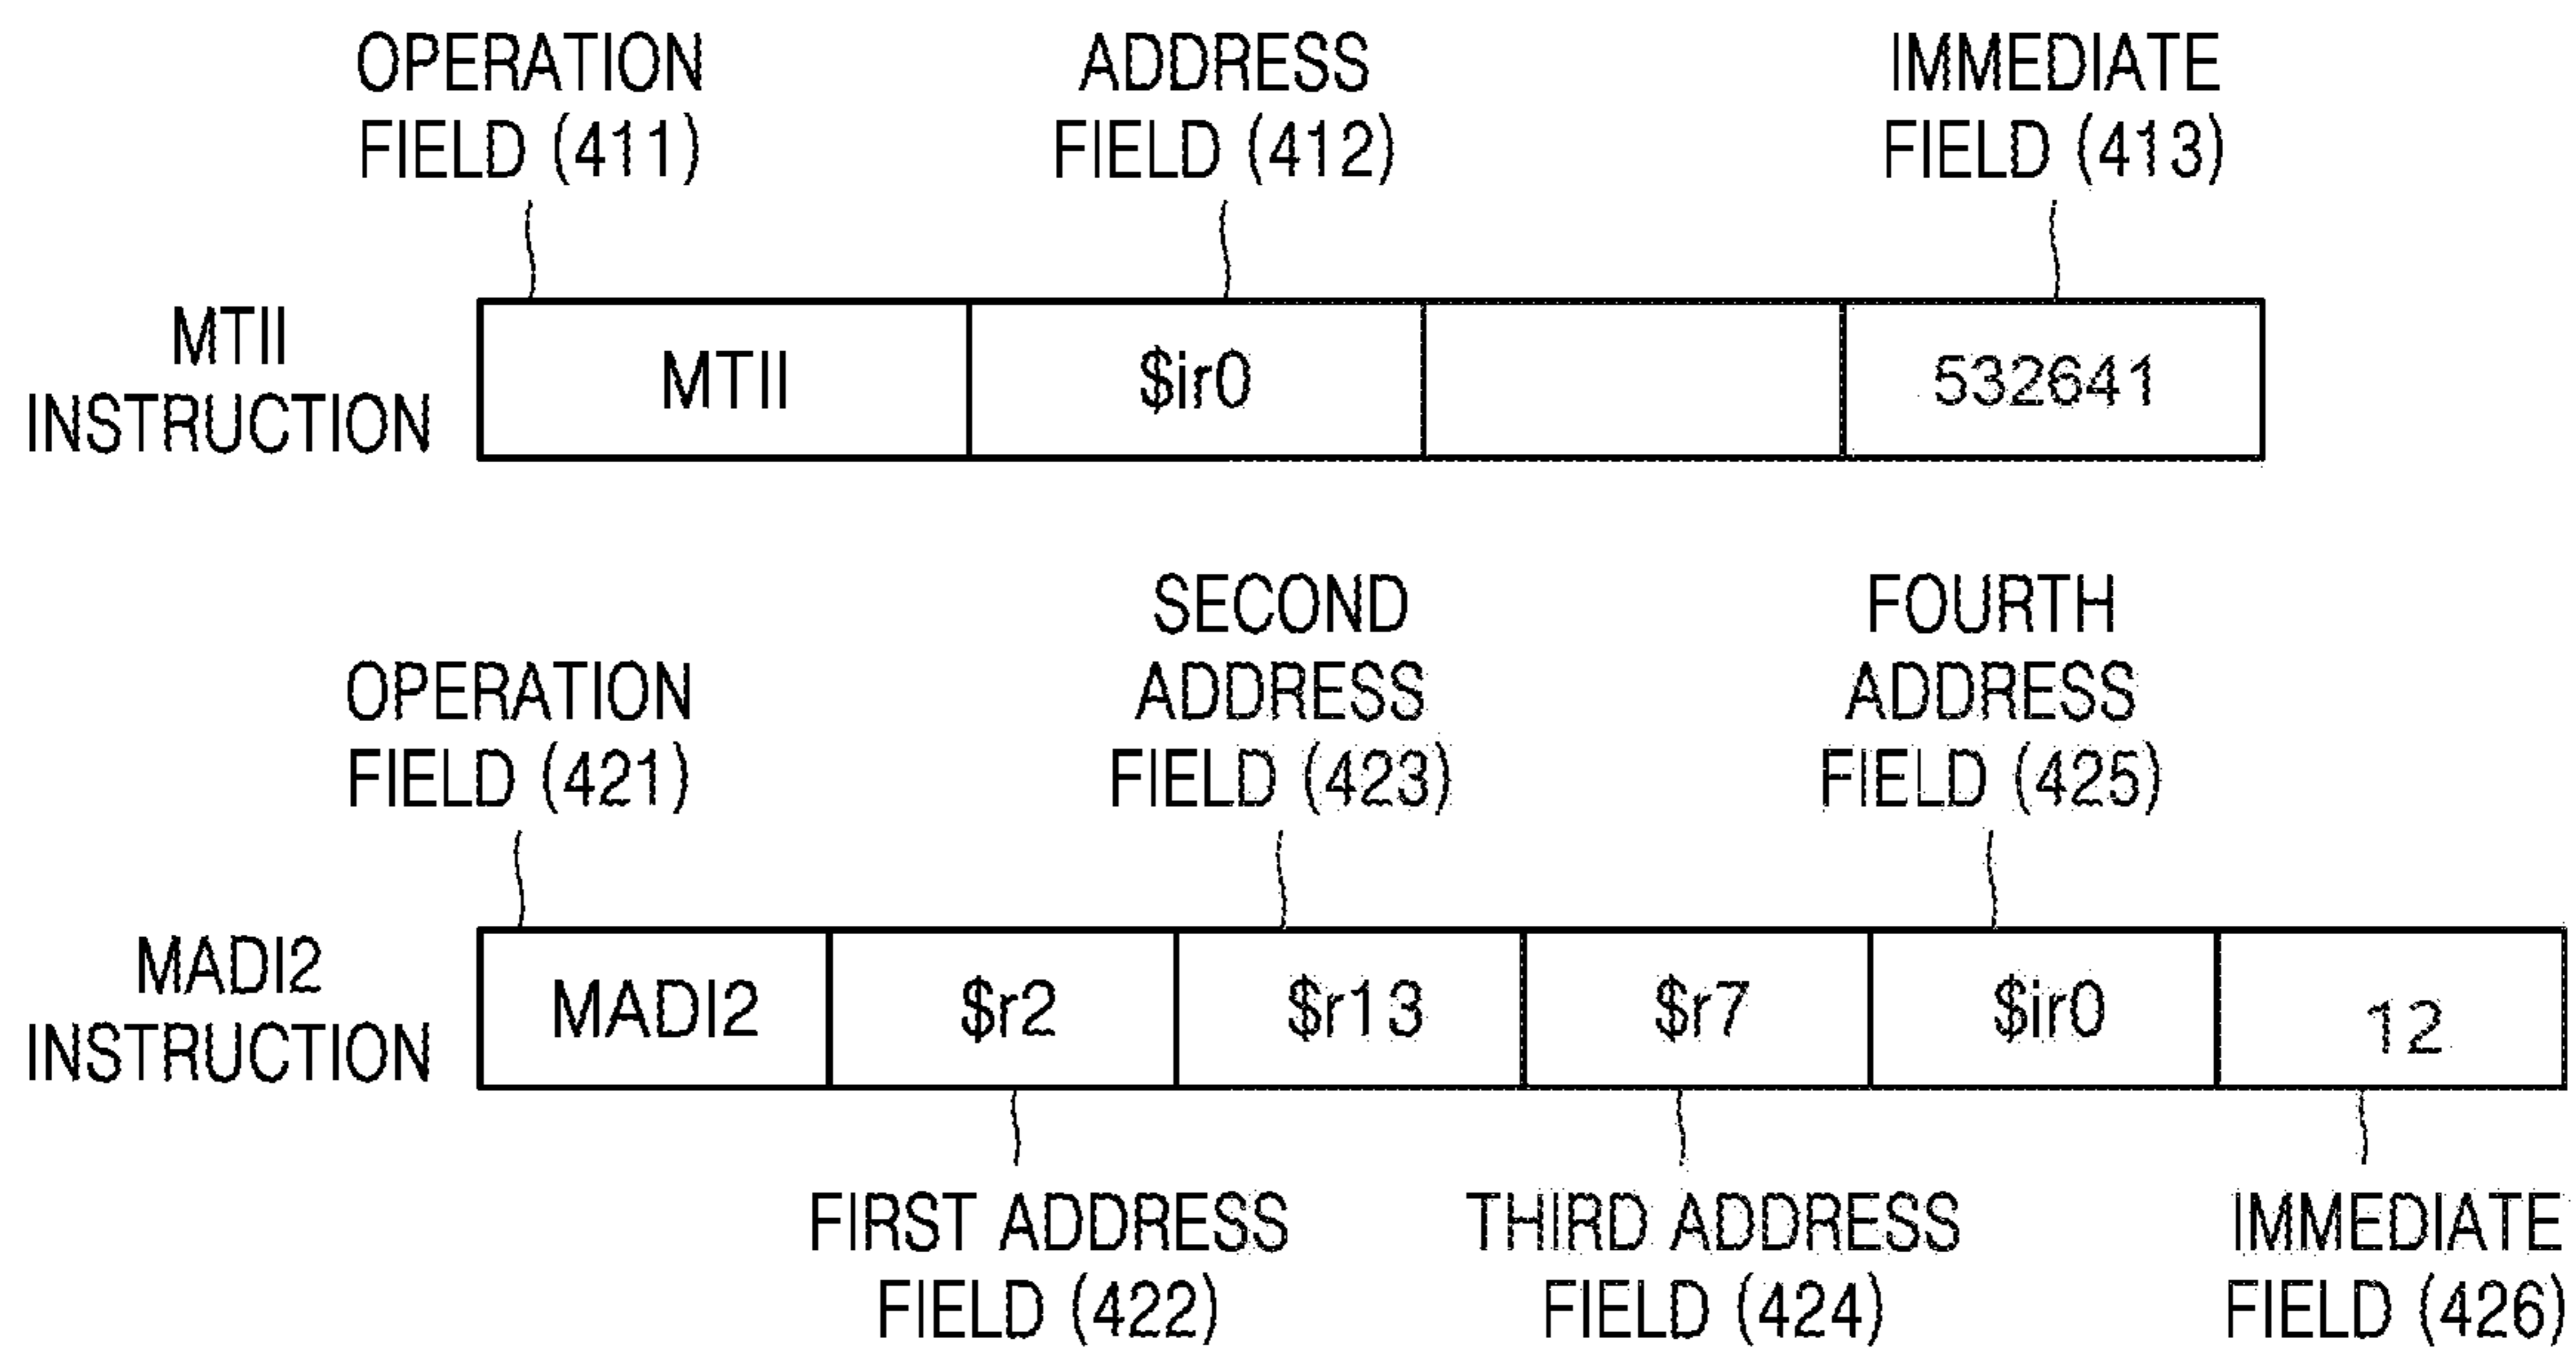 OPERATION
FIELD (411)
ADDRESS
FIELD (412)
IMMEDIATE
FIELD (413)
MTII
INSTRUCTION
MTII
$ir0
532641
OPERATION
FIELD (421)
SECOND
ADDRESS
FIELD (423)
FOURTH
ADDRESS
FIELD (425)
MADI2
INSTRUCTION
MADI2
$r2
$r13
$r7
$ir0
12
FIRST ADDRESS
FIELD (422)
THIRD ADDRESS
FIELD (424)
IMMEDIATE
FIELD (426)